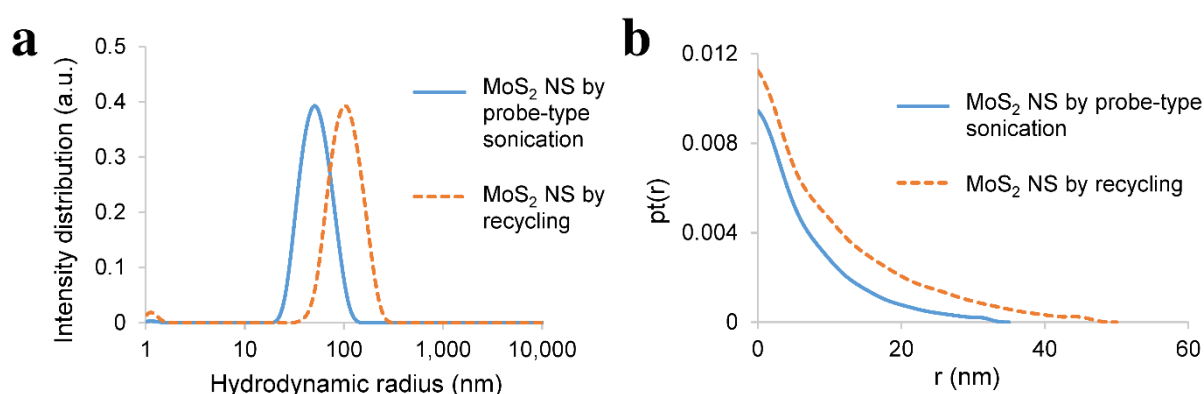 a
0.5
0.4
0.3
0.2
0.1
0
Intensity distribution (a.u.)
1
10
100
1,000
10,000
Hydrodynamic radius (nm)
MoS₂ NS by
probe-type
sonication
MoS₂ NS by
recycling
b
0.012
0.008
0.004
0.000
pt(r)
0
20
40
60
r (nm)
MoS₂ NS by probe-type
sonication
MoS₂ NS by recycling